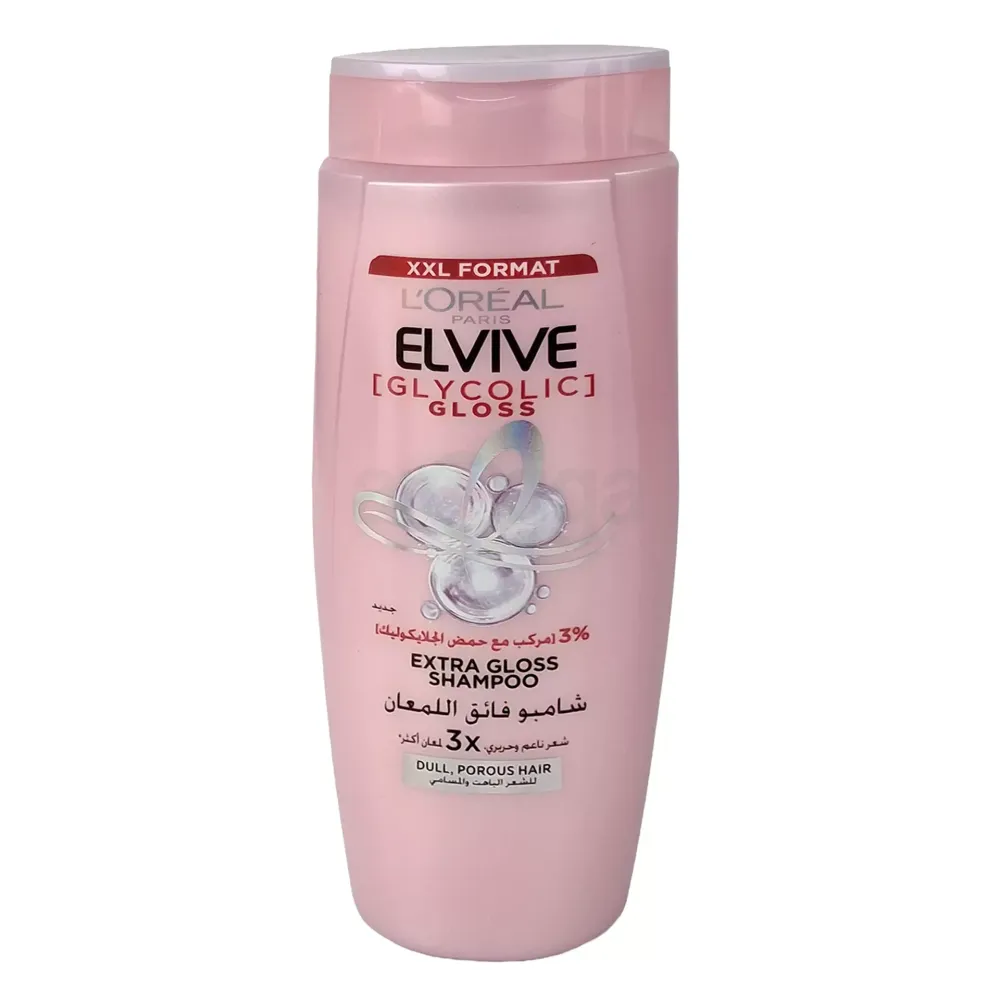 XXL FORMAT
L'ORÉAL
PARIS
ELVIVE
[GLYCOLIC]
GLOSS
جديد
3% [مركب مع حمض الجلايكوليك]
EXTRA GLOSS
SHAMPOO
شامبو فائق اللمعان
شعر ناعم وحريري، 3x لمعان أكثر*
DULL, POROUS HAIR
للشعر الباهت والمسامي